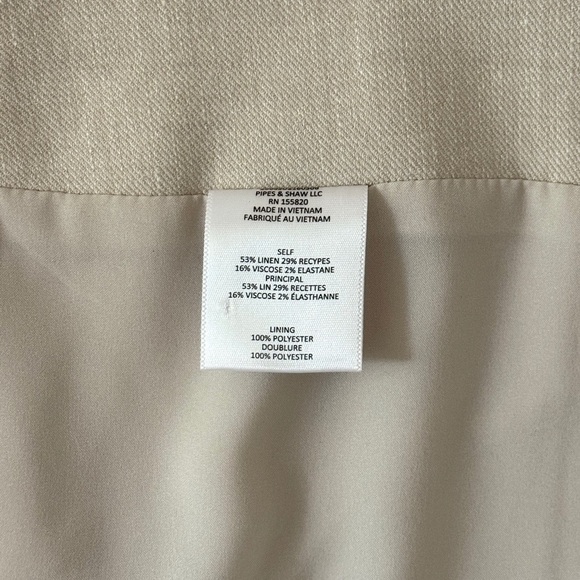 PIPES & SHAW LLC
RN 155820
MADE IN VIETNAM
FABRIQUÉ AU VIETNAM
SELF
53% LINEN 29% RECYPES
16% VISCOSE 2% ELASTANE
PRINCIPAL
53% LIN 29% RECETTES
16% VISCOSE 2% ÉLASTHANNE
LINING
100% POLYESTER
DOUBLURE
100% POLYESTER